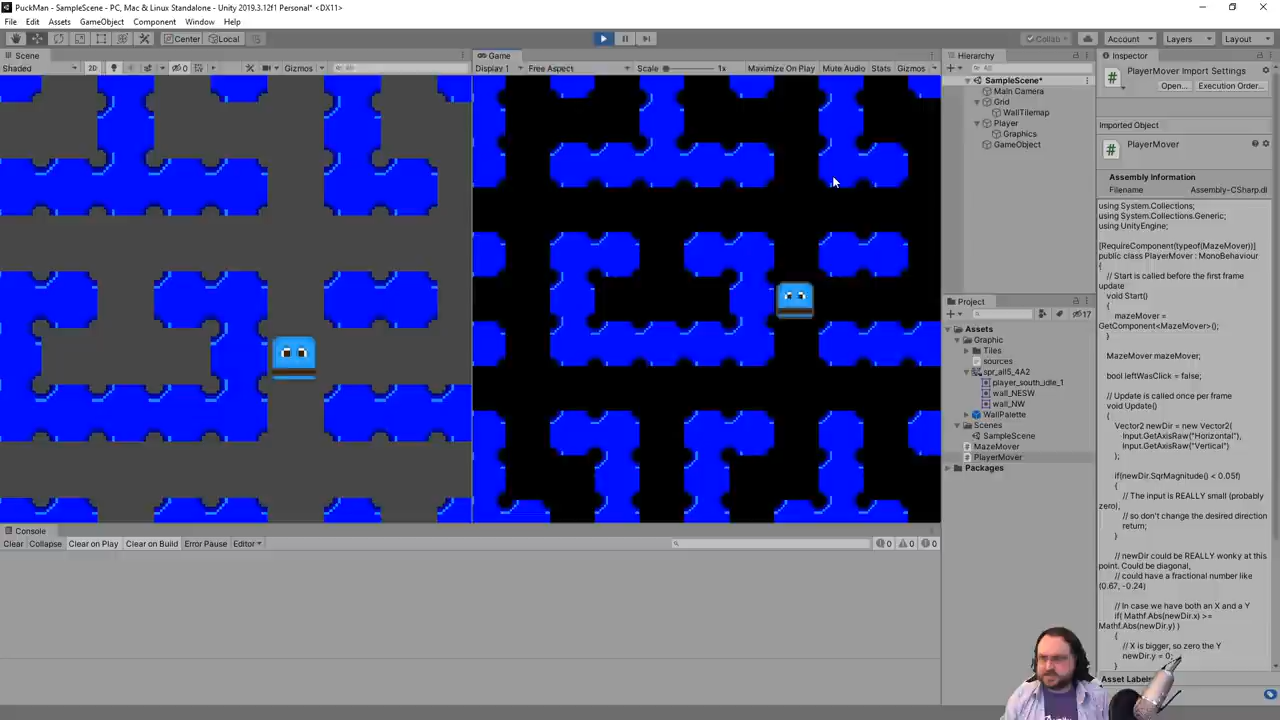 PuckMan - SampleScene - PC, Mac & Linux Standalone - Unity 2019.3.12f1 Personal* <DX11>
File Edit Assets GameObject Component Window Help
Center Local Collab Account Layers Layout
Scene Game Hierarchy Inspector
Shaded 2D 0 Gizmos All Display 1 Free Aspect Scale 1x Maximize On Play Mute Audio Stats Gizmos All
SampleScene*
Main Camera
Grid
WallTilemap
Player
Graphics
GameObject
Project
17
Assets
Graphic
Tiles
sources
spr_all5_4A2
player_south_idle_1
wall_NESW
wall_NW
WallPalette
Scenes
SampleScene
MazeMover
PlayerMover
Packages
PlayerMover Import Settings
Open... Execution Order...
Imported Object
PlayerMover
Assembly Information
Filename Assembly-CSharp.dl
using System.Collections;
using System.Collections.Generic;
using UnityEngine;
[RequireComponent(typeof(MazeMover))]
public class PlayerMover : MonoBehaviour
{
// Start is called before the first frame
update
void Start()
{
mazeMover =
GetComponent<MazeMover>();
}
MazeMover mazeMover;
bool leftWasClick = false;
// Update is called once per frame
void Update()
{
Vector2 newDir = new Vector2(
Input.GetAxisRaw("Horizontal"),
Input.GetAxisRaw("Vertical")
);
if(newDir.SqrMagnitude() < 0.05f)
{
// The input is REALLY small (probably
zero),
// so don't change the desired direction
return;
}
// newDir could be REALLY wonky at this
point. Could be diagonal,
// could have a fractional number like
(0.67, -0.24)
// In case we have both an X and a Y
if( Mathf.Abs(newDir.x) >=
Mathf.Abs(newDir.y) )
{
// X is bigger, so zero the Y
newDir.y = 0;
}
Asset Labels
Console
Clear Collapse Clear on Play Clear on Build Error Pause Editor 0 0 0